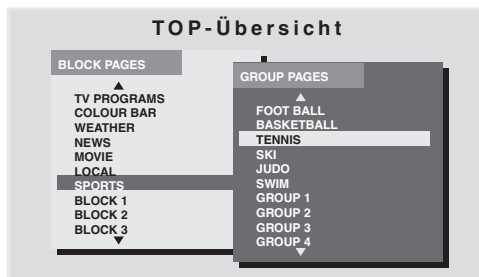 TOP-Übersicht
BLOCK PAGES
TV PROGRAMS
COLOUR BAR
WEATHER
NEWS
MOVIE
LOCAL
SPORTS
BLOCK 1
BLOCK 2
BLOCK 3
GROUP PAGES
FOOT BALL
BASKETBALL
TENNIS
SKI
JUDO
SWIM
GROUP 1
GROUP 2
GROUP 3
GROUP 4